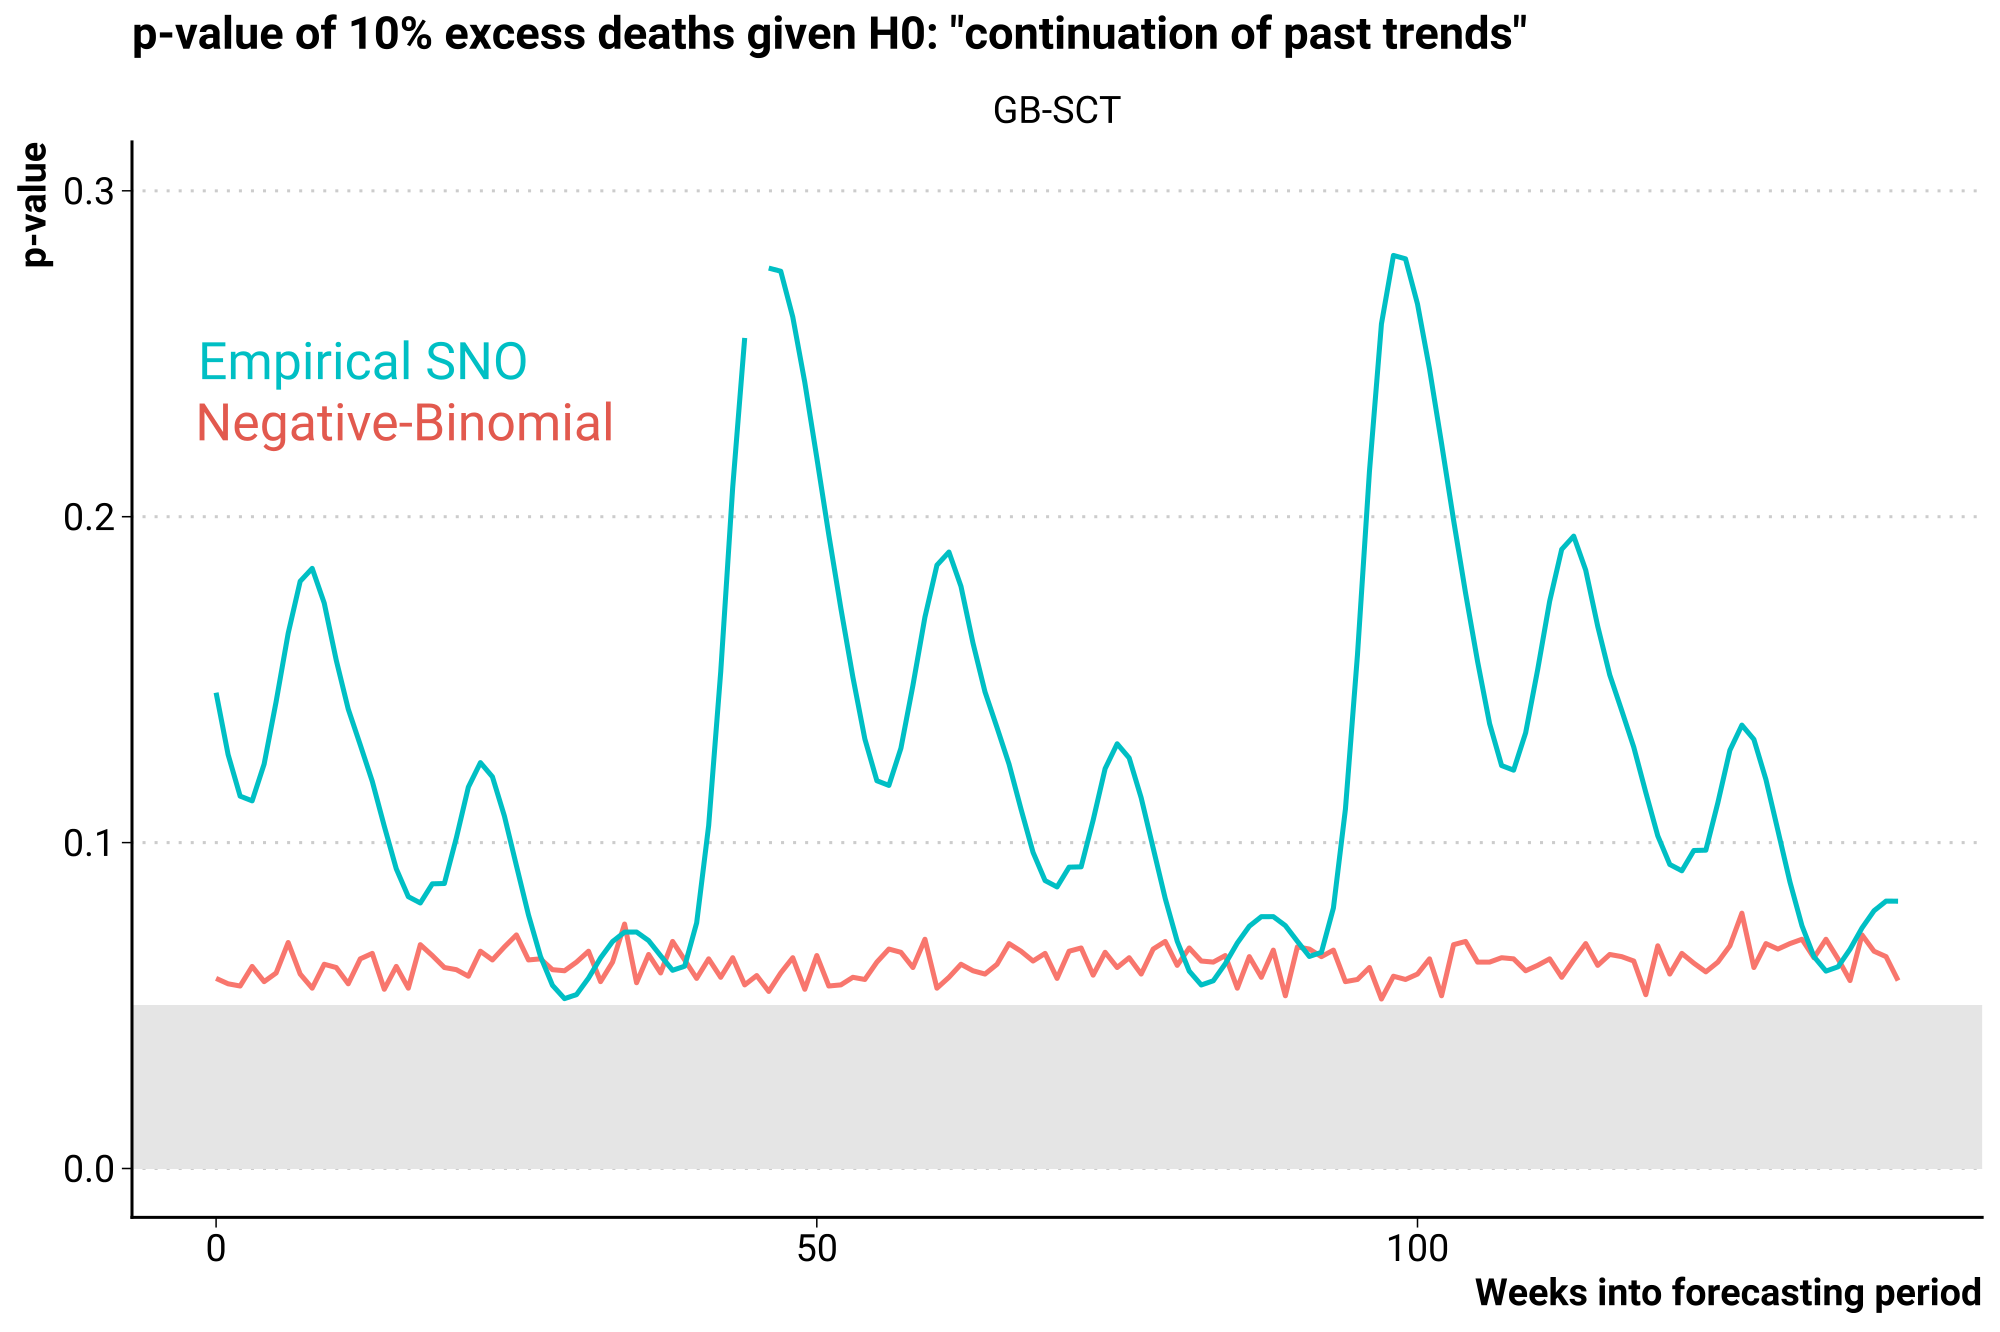 p-value of 10% excess deaths given H0: "continuation of past trends"
GB-SCT
p-value
0.3
Empirical SNO
Negative-Binomial
0.2
0.1
0.0
0
50
100
Weeks into forecasting period